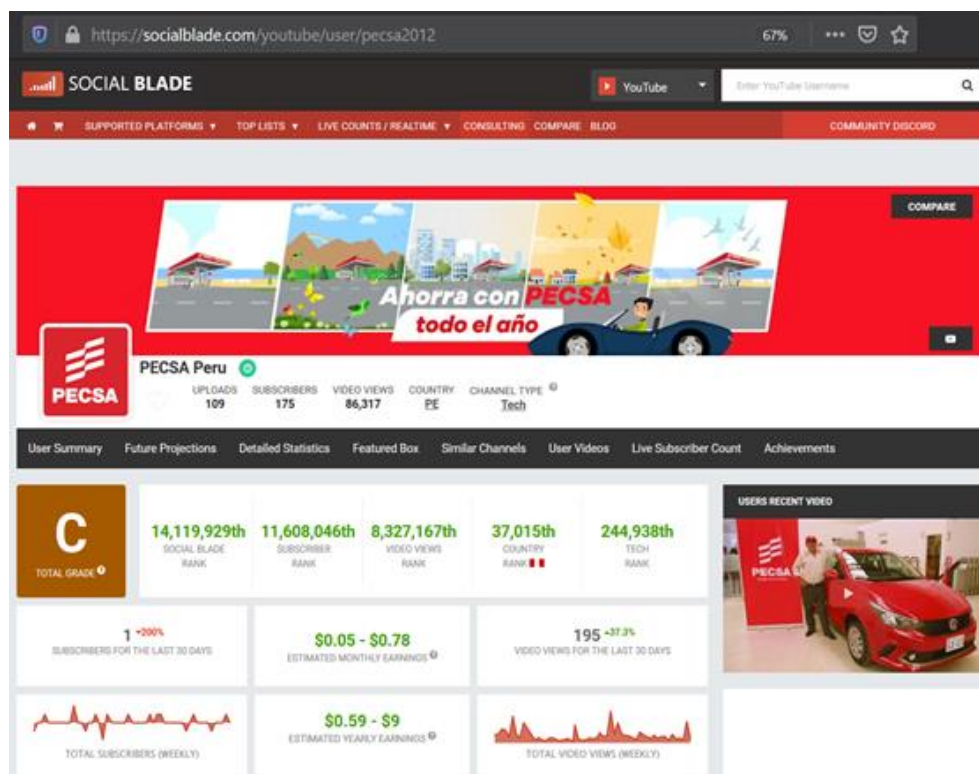 https://socialblade.com/youtube/user/pecsa2012 67%
SOCIAL BLADE YouTube Enter YouTube Username
SUPPORTED PLATFORMS TOP LISTS LIVE COUNTS / REALTIME CONSULTING COMPARE BLOG COMMUNITY DISCORD
COMPARE
Ahorra con PECSA
todo el año
PECSA
PECSA Peru
UPLOADS SUBSCRIBERS VIDEO VIEWS COUNTRY CHANNEL TYPE
109 175 86,317 PE Tech
User Summary Future Projections Detailed Statistics Featured Box Similar Channels User Videos Live Subscriber Count Achievements
C
TOTAL GRADE
14,119,929th 11,608,046th 8,327,167th 37,015th 244,938th
SOCIAL BLADE SUBSCRIBER VIDEO VIEWS COUNTRY TECH
RANK RANK RANK RANK RANK
USERS RECENT VIDEO
PECSA
1 -200%
SUBSCRIBERS FOR THE LAST 30 DAYS
$0.05 - $0.78
ESTIMATED MONTHLY EARNINGS
195 +37.3%
VIDEO VIEWS FOR THE LAST 30 DAYS
TOTAL SUBSCRIBERS (WEEKLY)
$0.59 - $9
ESTIMATED YEARLY EARNINGS
TOTAL VIDEO VIEWS (WEEKLY)